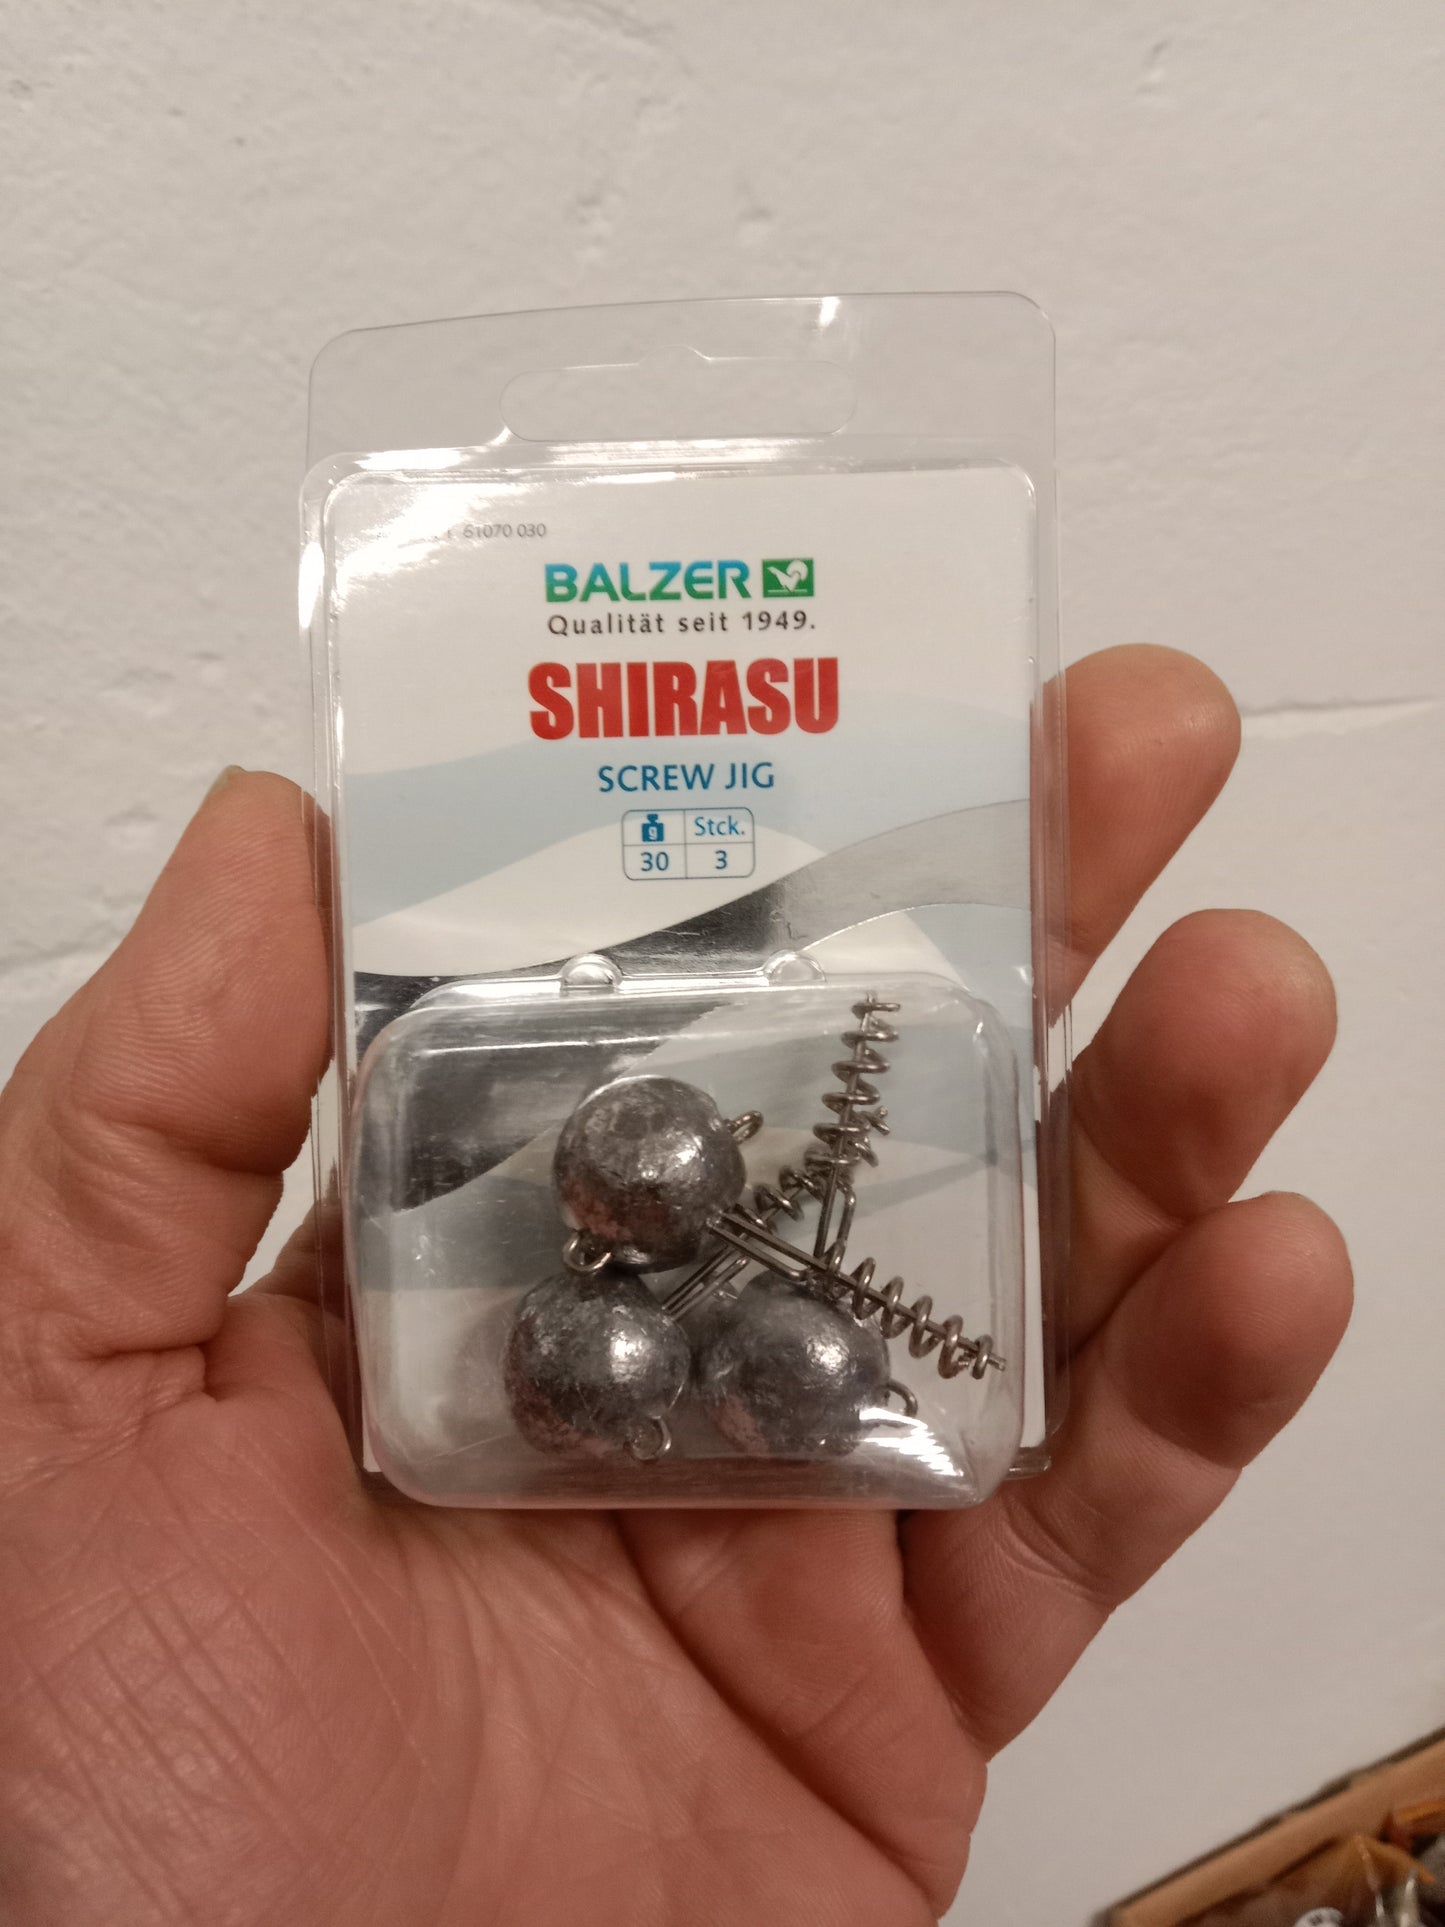 61070 030
BALZER
Qualität seit 1949.
SHIRASU
SCREW JIG
g Stck.
30 3